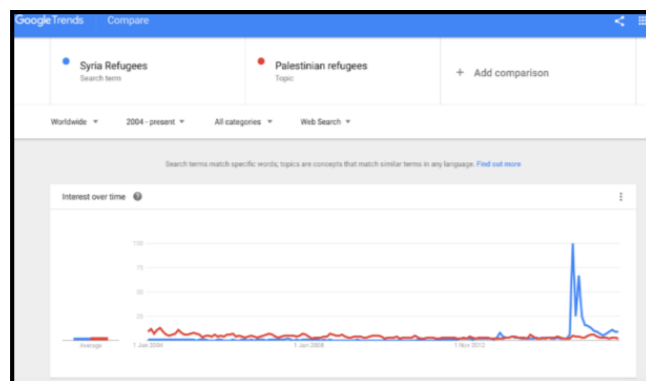 GoogleTrends Compare
Syria Refugees
Search term
Palestinian refugees
Topic
+ Add comparison
Worldwide
2004 - present
All categories
Web Search
Search terms match specific words; topics are concepts that match similar terms in any language. Find out more
Interest over time
100
75
50
25
Average
1 Jan 2004
1 Jan 2008
1 Nov 2012